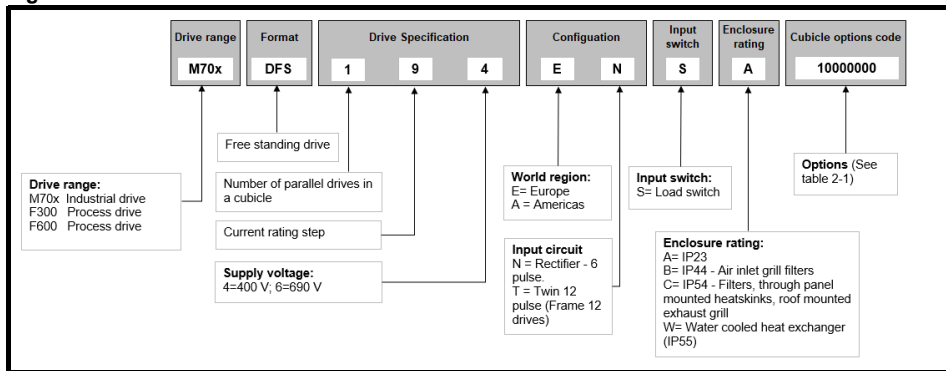 Drive range
Format
Drive Specification
Configuation
Input
switch
Enclosure
rating
Cubicle options code
M70x
DFS
1
9
4
E
N
S
A
10000000
Free standing drive
Drive range:
M70x Industrial drive
F300 Process drive
F600 Process drive
Number of parallel drives in
a cubicle
Current rating step
Supply voltage:
4=400 V; 6=690 V
World region:
E= Europe
A = Americas
Input circuit
N = Rectifier - 6
pulse.
T = Twin 12
pulse (Frame 12
drives)
Input switch:
S= Load switch
Enclosure rating:
A= IP23
B= IP44 - Air inlet grill filters
C= IP54 - Filters, through panel
mounted heatskinks, roof mounted
exhaust grill
W= Water cooled heat exchanger
(IP55)
Options (See
table 2-1)